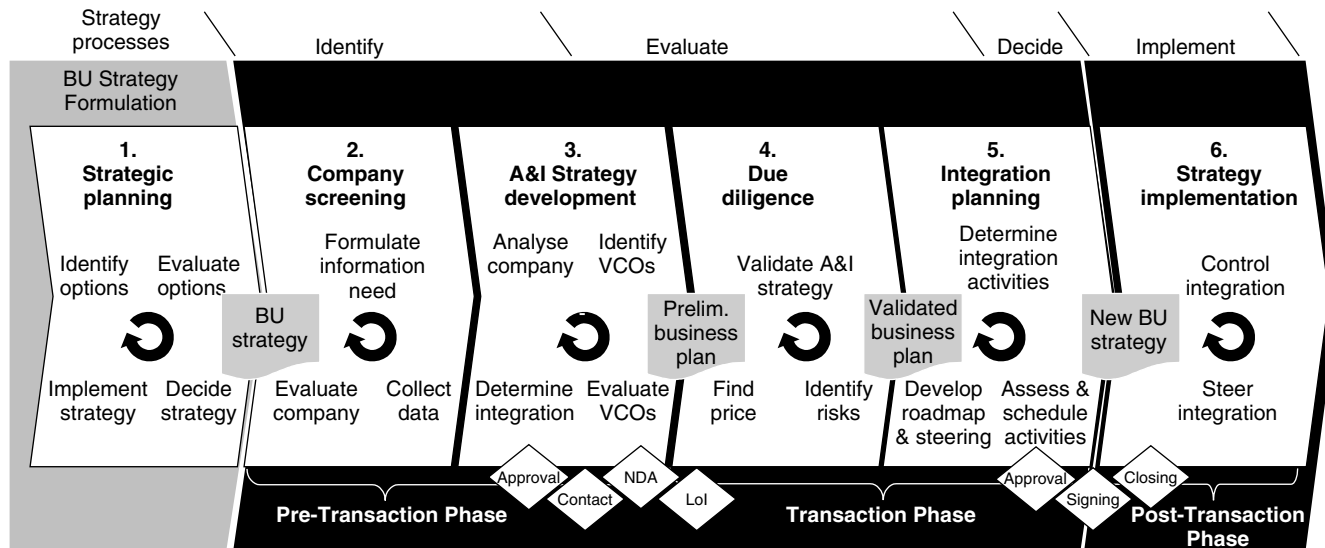 Strategy
processes
Identify
Evaluate
Decide
Implement
BU Strategy
Formulation
1.
Strategic
planning
Identify
options
Evaluate
options
Implement
strategy
Decide
strategy
BU
strategy
2.
Company
screening
Formulate
information
need
Evaluate
company
Collect
data
3.
A&I Strategy
development
Analyse
company
Identify
VCOs
Determine
integration
Evaluate
VCOs
Prelim.
business
plan
4.
Due
diligence
Validate A&I
strategy
Find
price
Identify
risks
Validated
business
plan
5.
Integration
planning
Determine
integration
activities
Develop
roadmap
& steering
Assess &
schedule
activities
New BU
strategy
6.
Strategy
implementation
Control
integration
Steer
integration
Approval
Contact
NDA
LoI
Approval
Signing
Closing
Pre-Transaction Phase
Transaction Phase
Post-Transaction
Phase